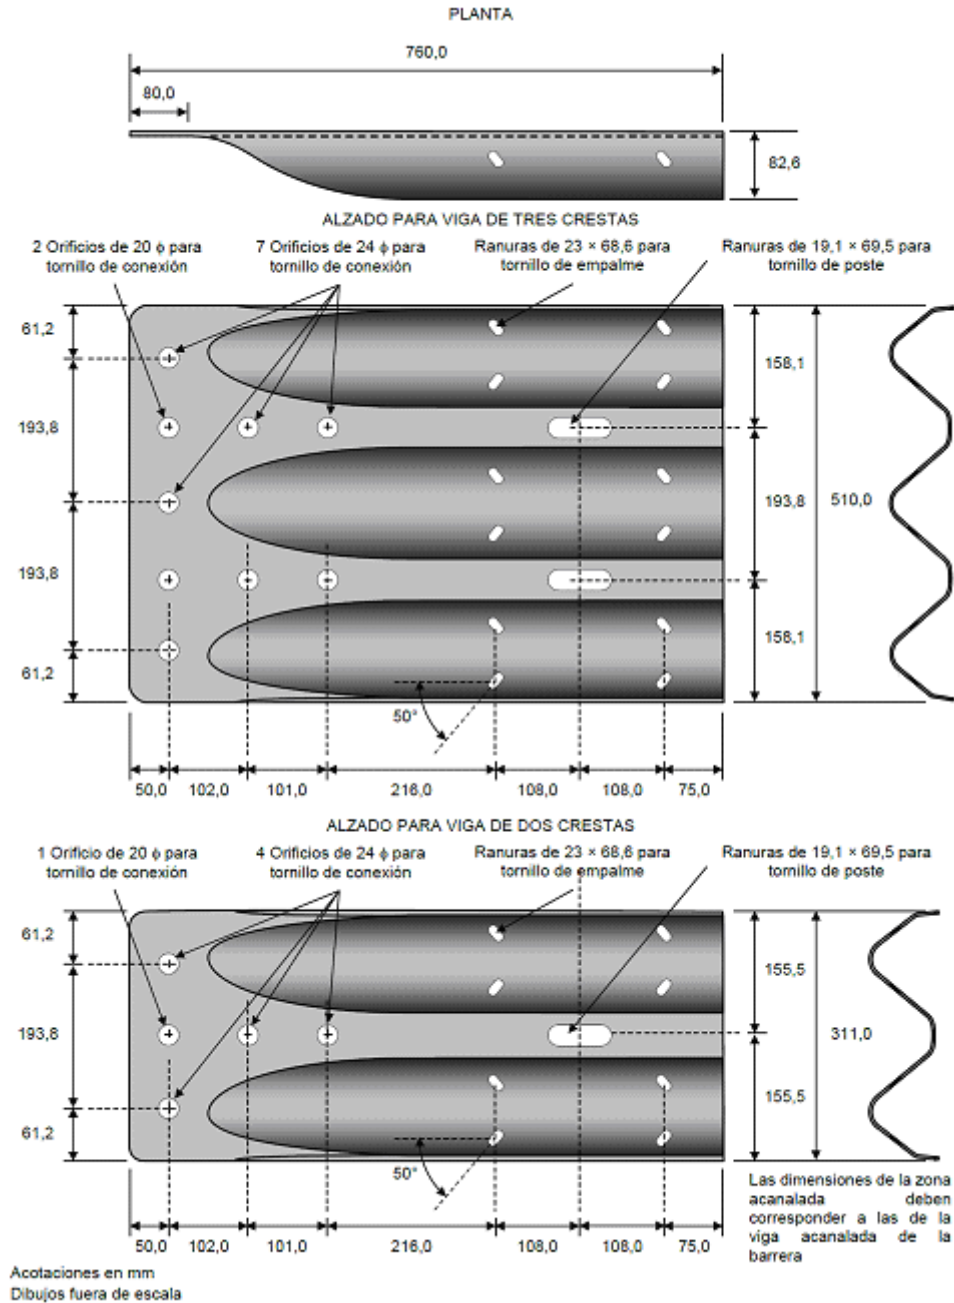 PLANTA
760,0
80,0
82,6
ALZADO PARA VIGA DE TRES CRESTAS
2 Orificios de 20 ϕ para
tornillo de conexión
7 Orificios de 24 ϕ para
tornillo de conexión
Ranuras de 23 × 68,6 para
tornillo de empalme
Ranuras de 19,1 × 69,5 para
tornillo de poste
61,2
193,8
193,8
61,2
158,1
193,8
158,1
510,0
50°
50,0 102,0 101,0 216,0 108,0 108,0 75,0
ALZADO PARA VIGA DE DOS CRESTAS
1 Orificio de 20 ϕ para
tornillo de conexión
4 Orificios de 24 ϕ para
tornillo de conexión
Ranuras de 23 × 68,6 para
tornillo de empalme
Ranuras de 19,1 × 69,5 para
tornillo de poste
61,2
193,8
61,2
155,5
155,5
311,0
50°
50,0 102,0 101,0 216,0 108,0 108,0 75,0
Las dimensiones de la zona
acanalada deben
corresponder a las de la
viga acanalada de la
barrera
Acotaciones en mm
Dibujos fuera de escala